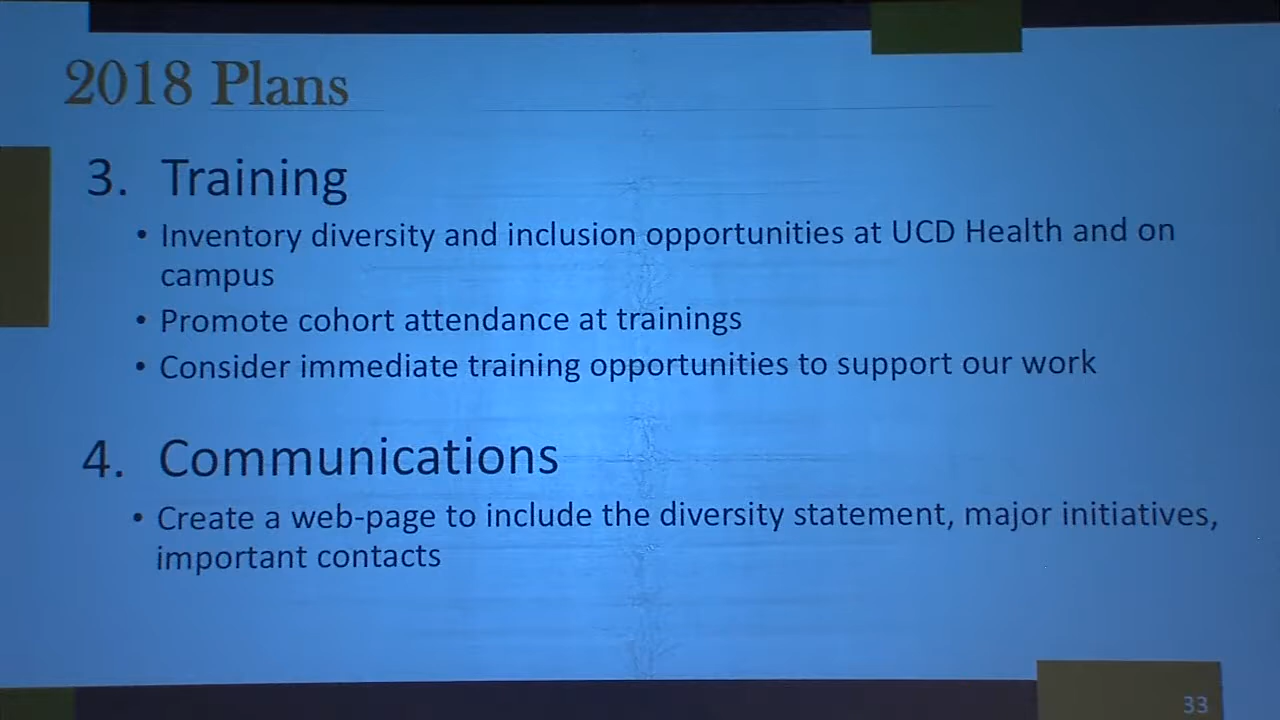 2018 Plans
3. Training
• Inventory diversity and inclusion opportunities at UCD Health and on
campus
• Promote cohort attendance at trainings
• Consider immediate training opportunities to support our work
4. Communications
• Create a web-page to include the diversity statement, major initiatives,
important contacts
33